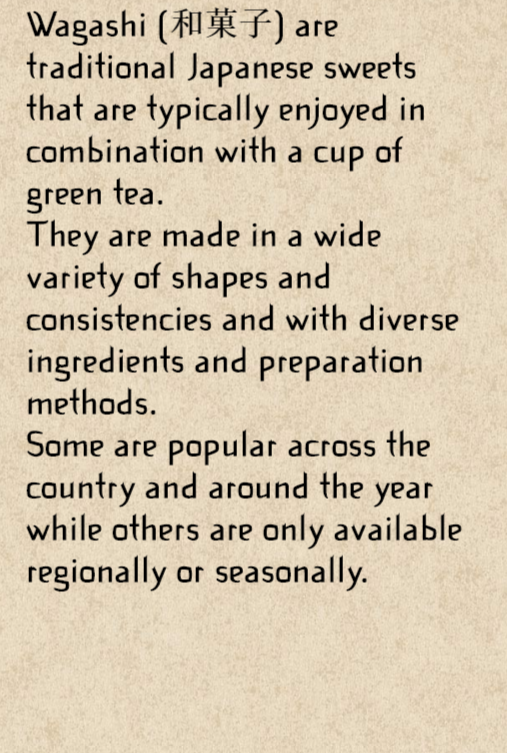 Wagashi (和菓子) are
traditional Japanese sweets
that are typically enjoyed in
combination with a cup of
green tea.
They are made in a wide
variety of shapes and
consistencies and with diverse
ingredients and preparation
methods.
Some are popular across the
country and around the year
while others are only available
regionally or seasonally.